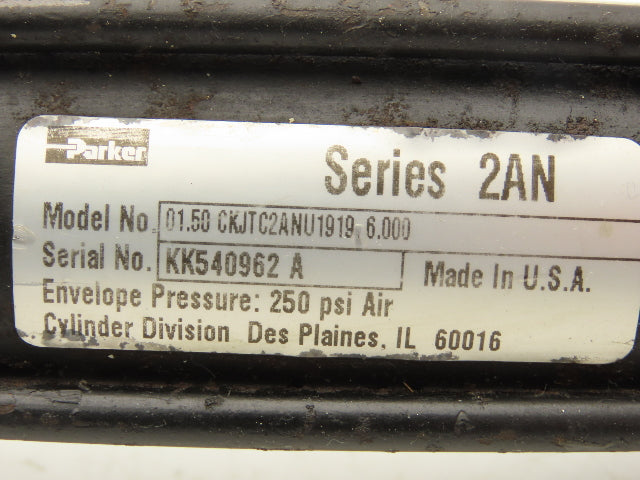 Parker
Series 2AN
Model No. 01.50 CKJTC2ANU1919 6.000
Serial No. KK540962 A
Made In U.S.A.
Envelope Pressure: 250 psi Air
Cylinder Division Des Plaines, IL 60016